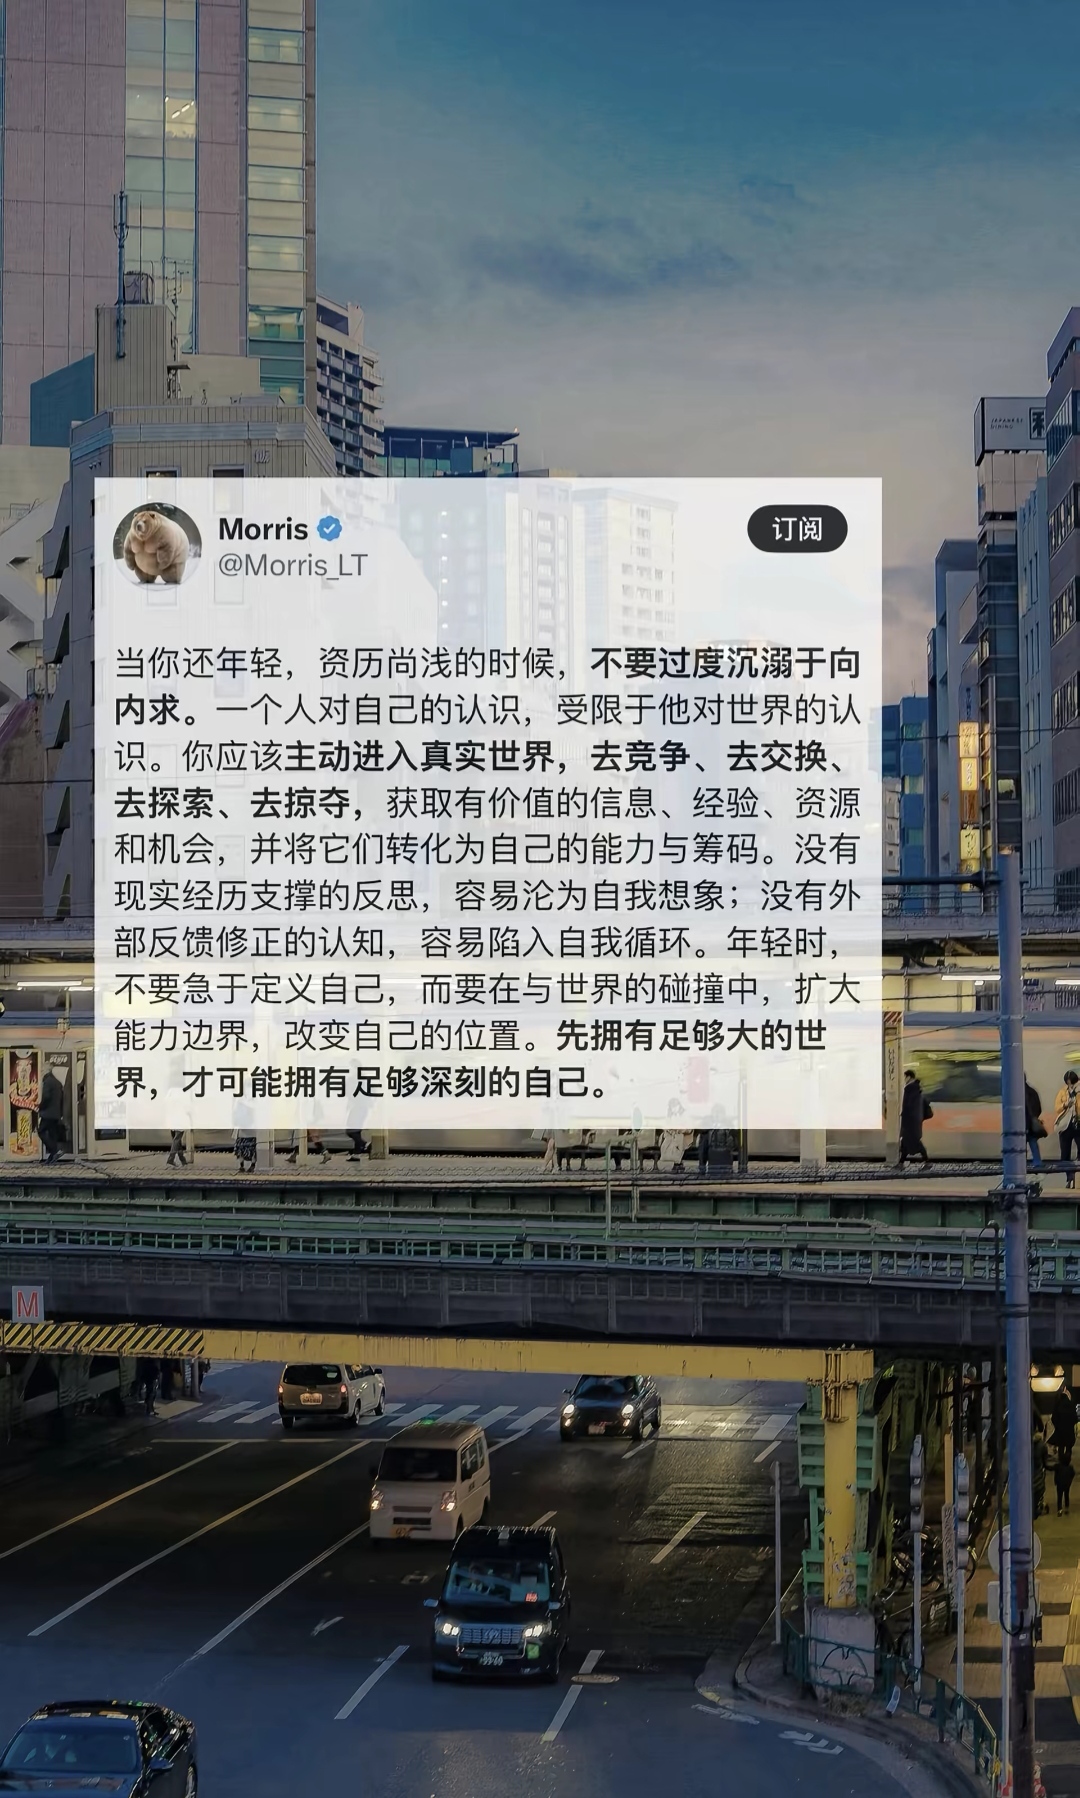 JAPANESE
DINING
Morris
@Morris_LT
订阅
当你还年轻，资历尚浅的时候，不要过度沉溺于向
内求。一个人对自己的认识，受限于他对世界的认
识。你应该主动进入真实世界，去竞争、去交换、
去探索、去掠夺，获取有价值的信息、经验、资源
和机会，并将它们转化为自己的能力与筹码。没有
现实经历支撑的反思，容易沦为自我想象；没有外
部反馈修正的认知，容易陷入自我循环。年轻时，
不要急于定义自己，而要在与世界的碰撞中，扩大
能力边界，改变自己的位置。先拥有足够大的世
界，才可能拥有足够深刻的自己。
M